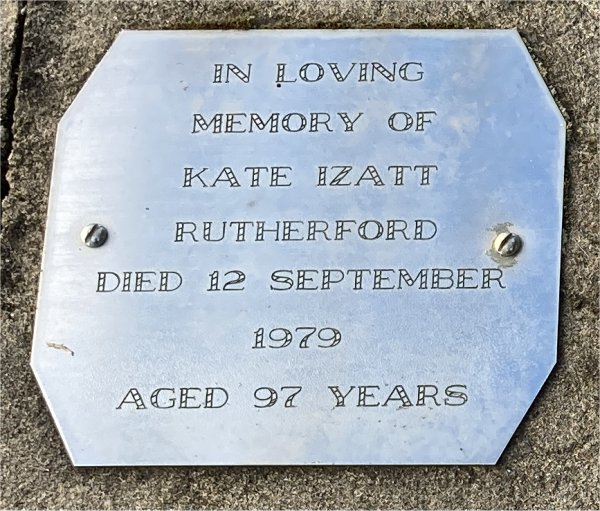 IN LOVING
MEMORY OF
KATE IZATT
RUTHERFORD
DIED 12 SEPTEMBER
1979
AGED 97 YEARS